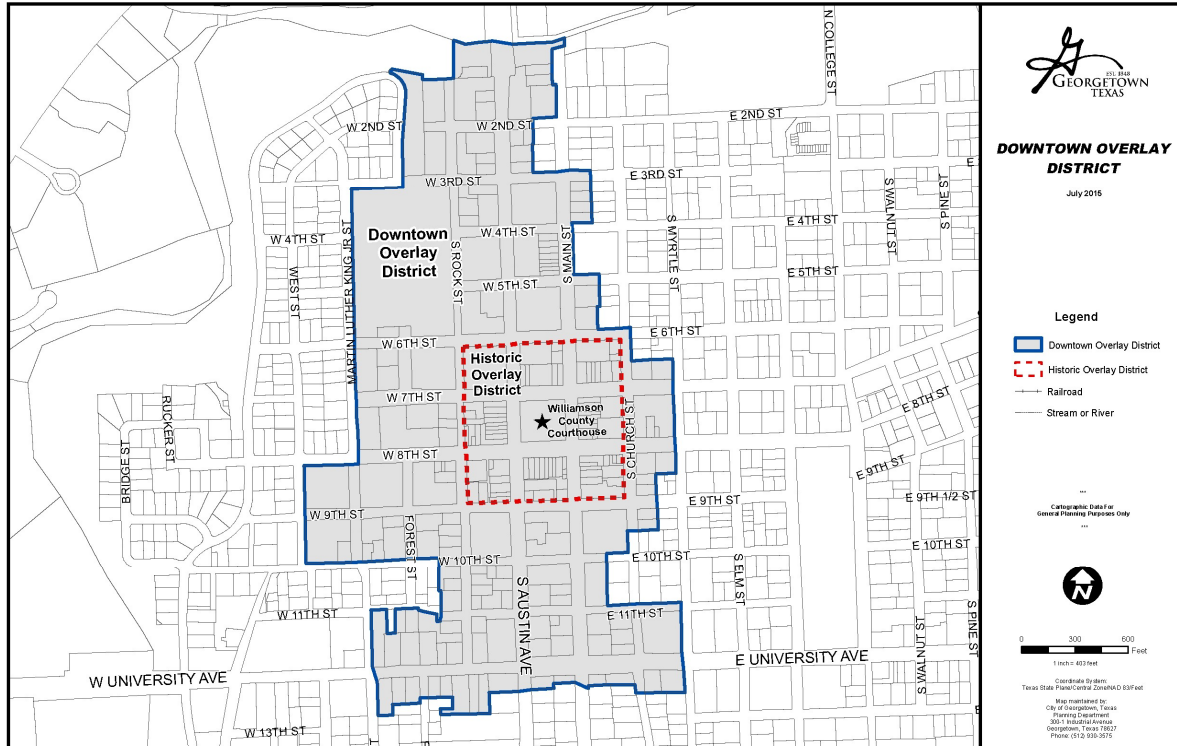 N COLLEGE ST
W 2ND ST
W 2ND ST
E 2ND ST
W 3RD ST
E 3RD ST
S WALNUT ST
S PINE ST
W 4TH ST
W 4TH ST
E 4TH ST
Downtown
Overlay
District
S ROCK ST
S MAIN ST
S MYRTLE ST
WEST ST
MARTIN LUTHER KING JR ST
W 5TH ST
E 5TH ST
W 6TH ST
E 6TH ST
Historic
Overlay
District
W 7TH ST
Williamson
County
Courthouse
S CHURCH ST
E 8TH ST
RUCKER ST
BRIDGE ST
W 8TH ST
E 9TH ST
W 9TH ST
E 9TH ST
E 9TH 1/2 ST
FOREST ST
W 10TH ST
E 10TH ST
E 10TH ST
S ELM ST
S AUSTIN AVE
W 11TH ST
E 11TH ST
S WALNUT ST
S PINE ST
W UNIVERSITY AVE
E UNIVERSITY AVE
W 13TH ST
EST. 1848
GEORGETOWN
TEXAS
DOWNTOWN OVERLAY
DISTRICT
July 2015
Legend
Downtown Overlay District
Historic Overlay District
Railroad
Stream or River
***
Cartographic Data For
General Planning Purposes Only
***
N
0 300 600
Feet
1 inch = 403 feet
Coordinate System:
Texas State Plane/Central Zone/NAD 83/Feet
Map maintained by:
City of Georgetown, Texas
Planning Department
300-1 Industrial Avenue
Georgetown, Texas 78627
Phone: (512) 930-3575